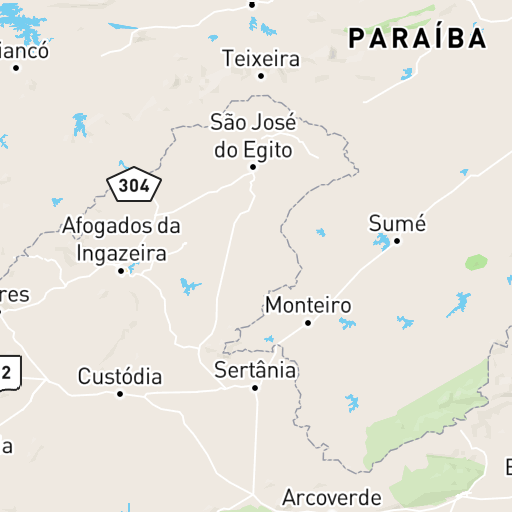 iancó
PARAÍBA
Teixeira
São José
do Egito
304
Afogados da
Ingazeira
Sumé
res
Monteiro
2
Custódia
Sertânia
a
E
Arcoverde